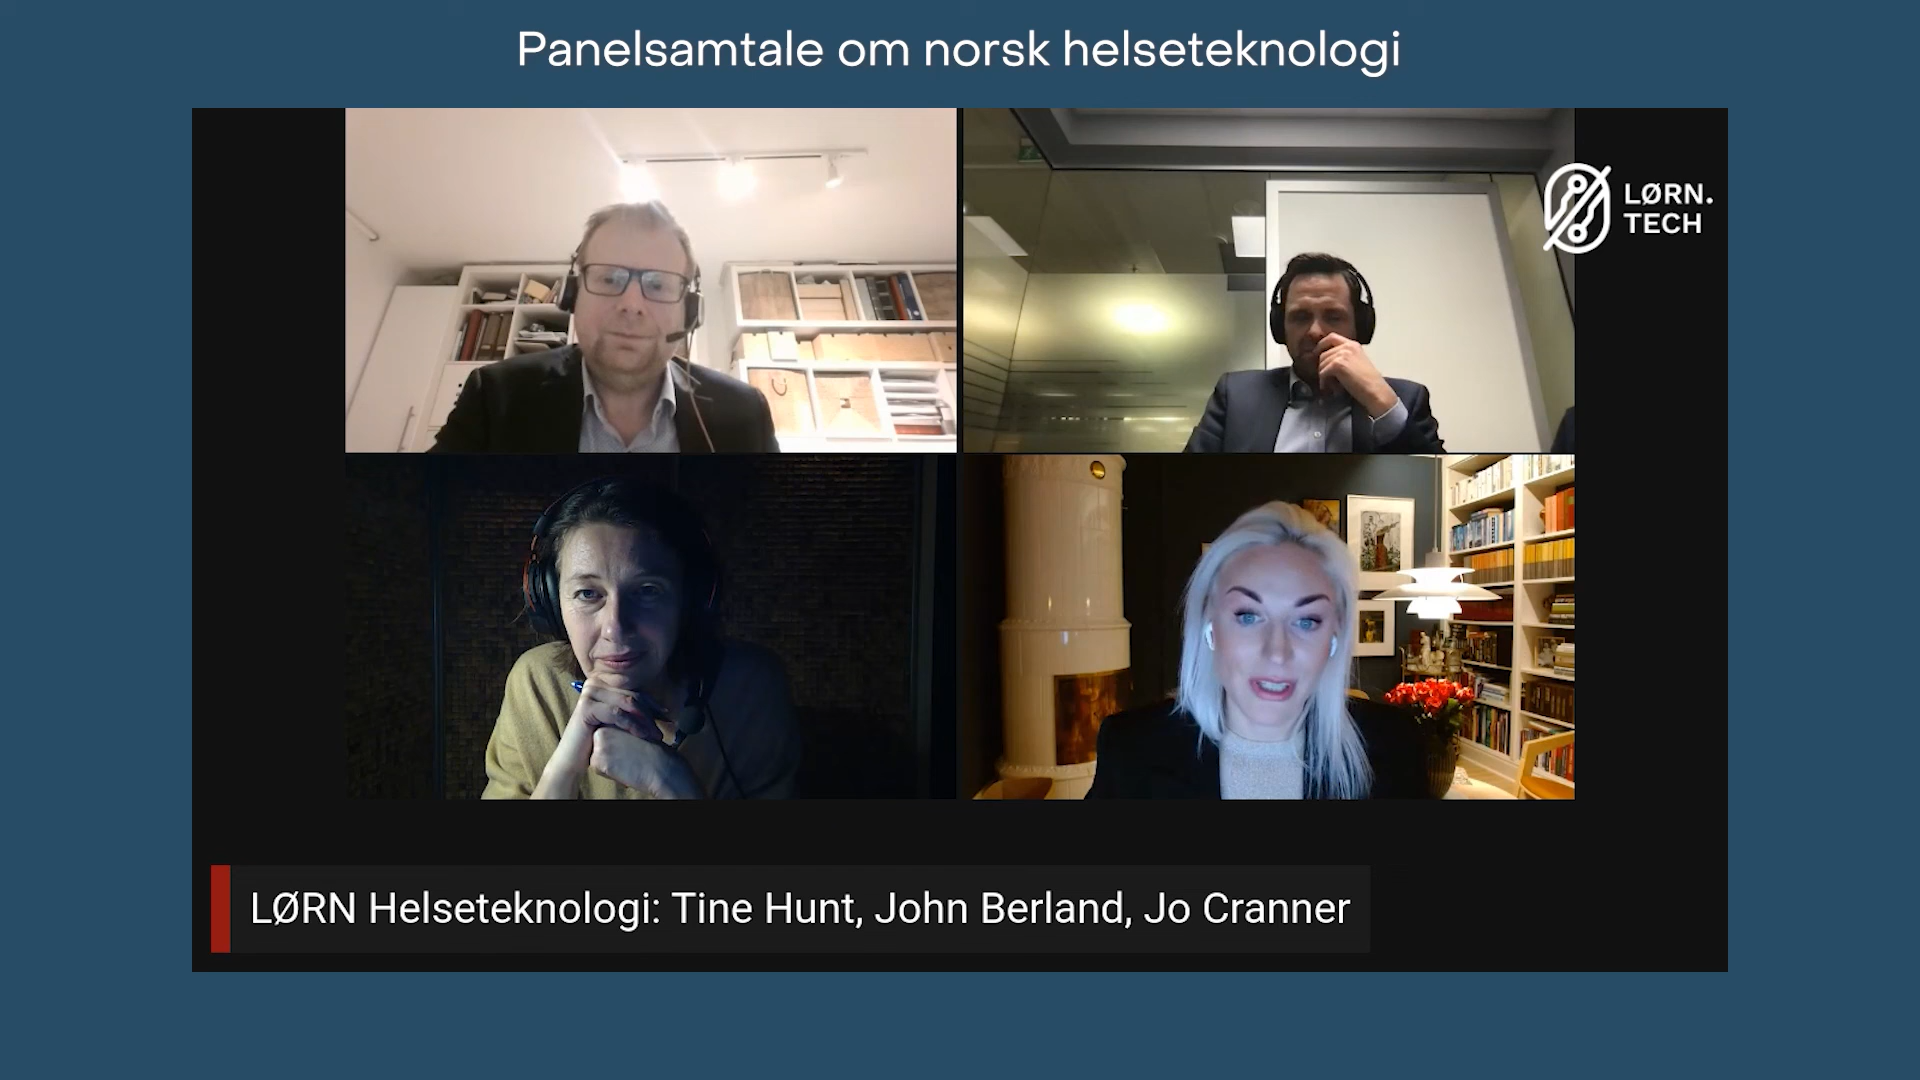 Panelsamtale om norsk helseteknologi
LØRN.
TECH
LØRN Helseteknologi: Tine Hunt, John Berland, Jo Cranner